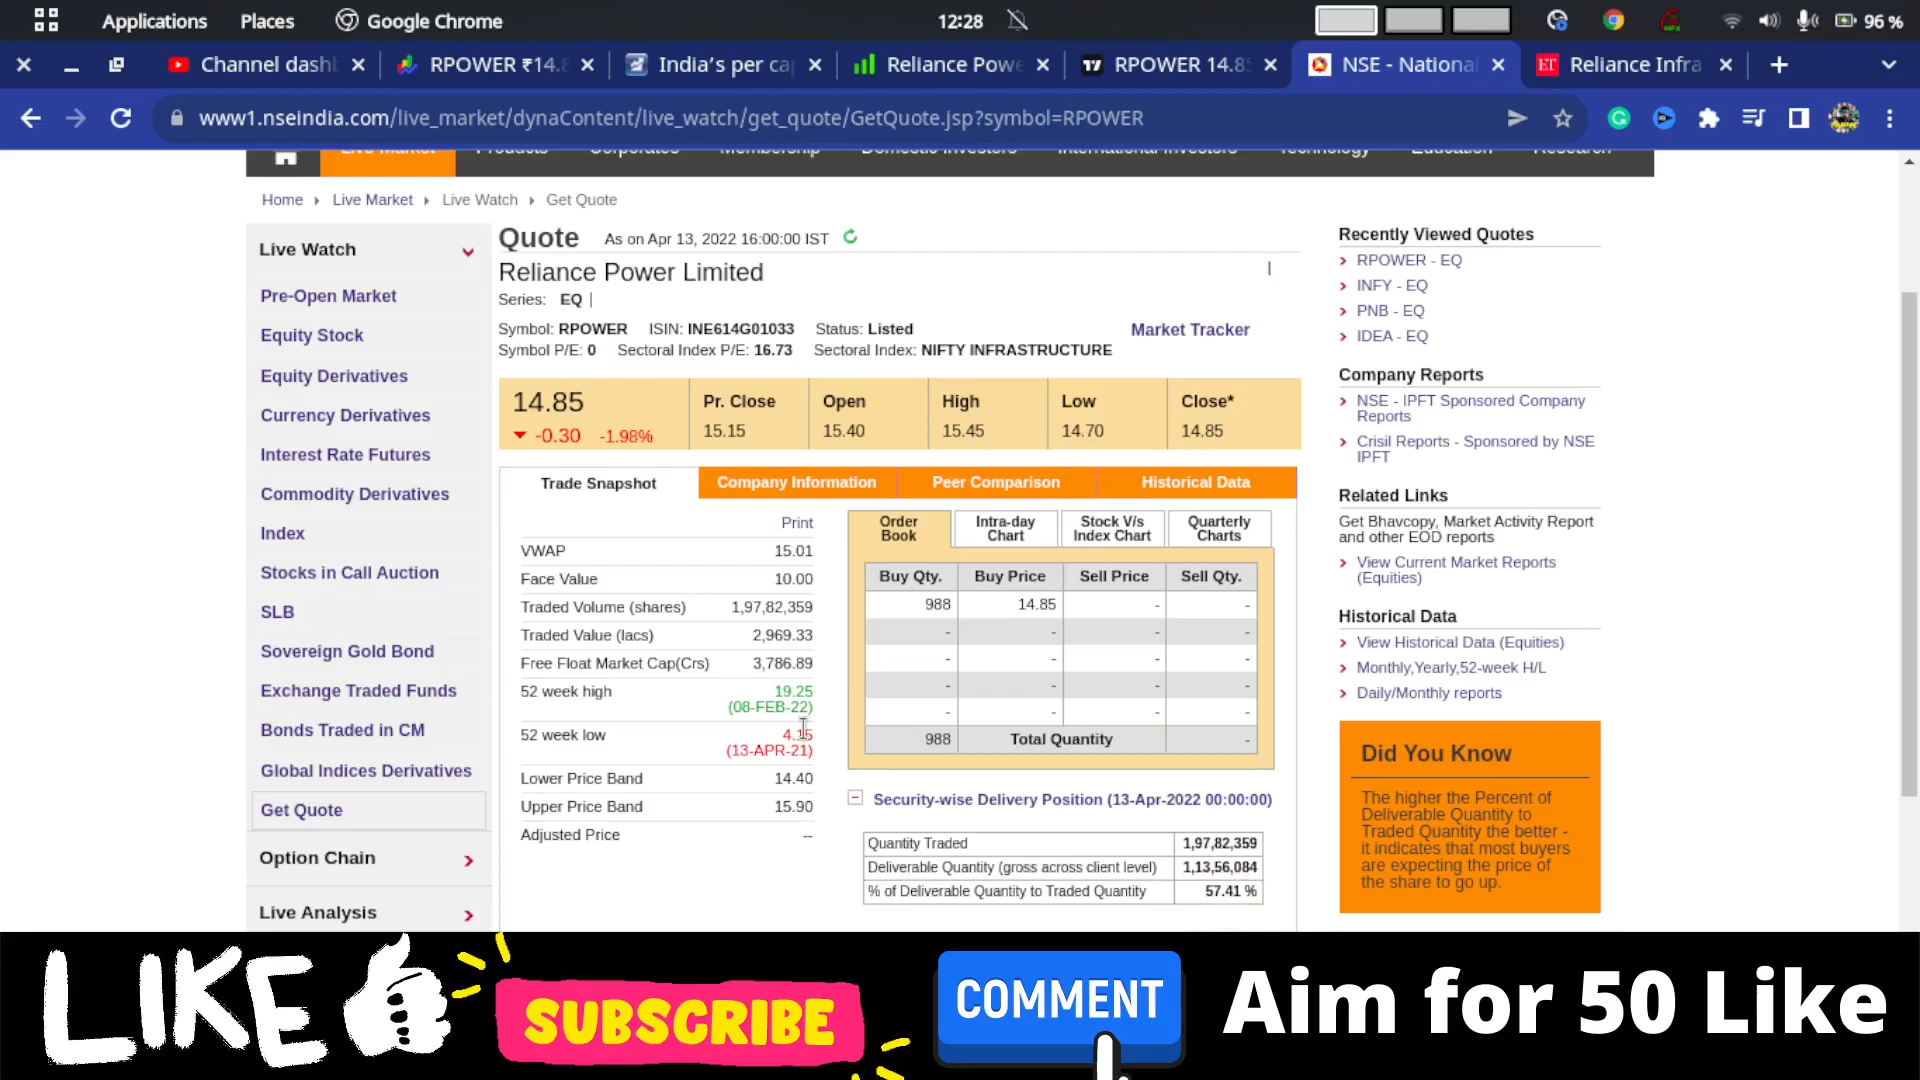 Applications Places Google Chrome 12:28 96 %
Channel dash RPOWER ₹14.8 India's per ca Reliance Powe RPOWER 14.85 NSE - National ET Reliance Infra
www1.nseindia.com/live_market/dynaContent/live_watch/get_quote/GetQuote.jsp?symbol=RPOWER
Live Market Products Corporates Membership Domestic Investors International Investors Technology Education Research
Home Live Market Live Watch Get Quote
Live Watch
Pre-Open Market
Equity Stock
Equity Derivatives
Currency Derivatives
Interest Rate Futures
Commodity Derivatives
Index
Stocks in Call Auction
SLB
Sovereign Gold Bond
Exchange Traded Funds
Bonds Traded in CM
Global Indices Derivatives
Get Quote
Option Chain
Live Analysis
Quote As on Apr 13, 2022 16:00:00 IST
Reliance Power Limited |
Series: EQ |
Symbol: RPOWER ISIN: INE614G01033 Status: Listed Market Tracker
Symbol P/E: 0 Sectoral Index P/E: 16.73 Sectoral Index: NIFTY INFRASTRUCTURE
14.85 Pr. Close Open High Low Close*
-0.30 -1.98% 15.15 15.40 15.45 14.70 14.85
Trade Snapshot Company Information Peer Comparison Historical Data
Print
VWAP 15.01
Face Value 10.00
Traded Volume (shares) 1,97,82,359
Traded Value (lacs) 2,969.33
Free Float Market Cap(Crs) 3,786.89
52 week high 19.25
(08-FEB-22)
52 week low 4.15
(13-APR-21)
Lower Price Band 14.40
Upper Price Band 15.90
Adjusted Price --
Order Book Intra-day Chart Stock V/s Index Chart Quarterly Charts
Buy Qty. Buy Price Sell Price Sell Qty.
988 14.85 - -
- - - -
- - - -
- - - -
- - - -
988 Total Quantity -
Security-wise Delivery Position (13-Apr-2022 00:00:00)
Quantity Traded 1,97,82,359
Deliverable Quantity (gross across client level) 1,13,56,084
% of Deliverable Quantity to Traded Quantity 57.41 %
Recently Viewed Quotes
RPOWER - EQ
INFY - EQ
PNB - EQ
IDEA - EQ
Company Reports
NSE - IPFT Sponsored Company
Reports
Crisil Reports - Sponsored by NSE
IPFT
Related Links
Get Bhavcopy, Market Activity Report
and other EOD reports
View Current Market Reports
(Equities)
Historical Data
View Historical Data (Equities)
Monthly,Yearly,52-week H/L
Daily/Monthly reports
Did You Know
The higher the Percent of
Deliverable Quantity to
Traded Quantity the better -
it indicates that most buyers
are expecting the price of
the share to go up.
LIKE SUBSCRIBE COMMENT Aim for 50 Like